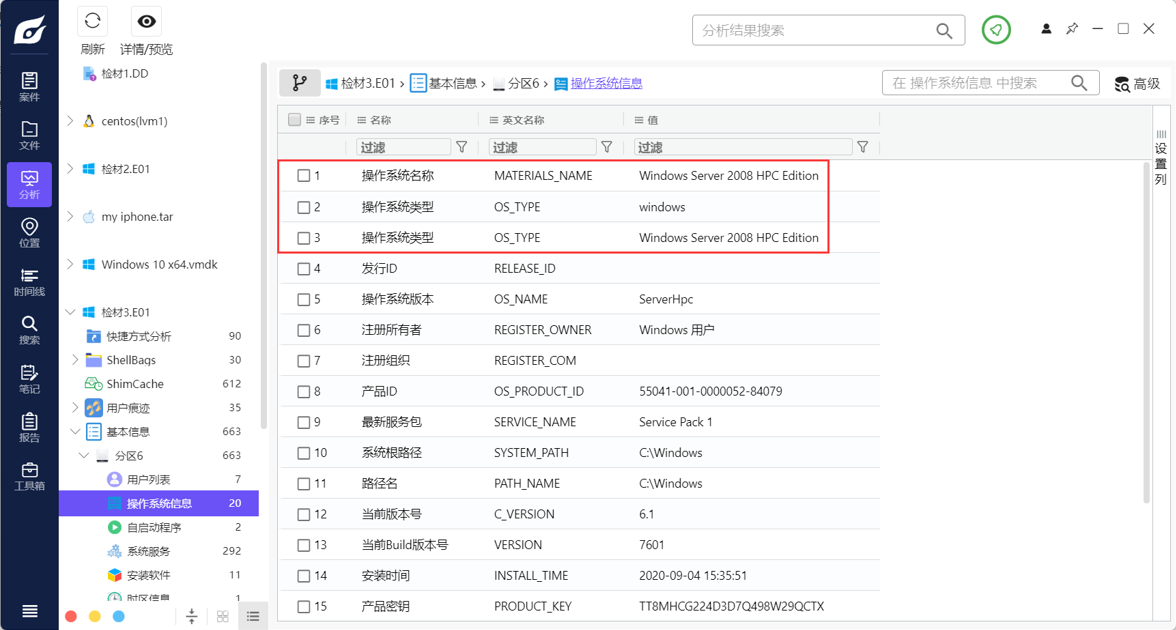 刷新 详情/预览 分析结果搜索
案件
文件
分析
位置
时间线
搜索
笔记
报告
工具箱
检材1.DD
centos(lvm1)
检材2.E01
my iphone.tar
Windows 10 x64.vmdk
检材3.E01
快捷方式分析 90
ShellBags 30
ShimCache 612
用户痕迹 35
基本信息 663
分区6 663
用户列表 7
操作系统信息 20
自启动程序 2
系统服务 292
安装软件 11
时区信息 1
检材3.E01 › 基本信息 › 分区6 › 操作系统信息 在 操作系统信息 中搜索 高级
序号 名称 英文名称 值
过滤 过滤 过滤
1 操作系统名称 MATERIALS_NAME Windows Server 2008 HPC Edition
2 操作系统类型 OS_TYPE windows
3 操作系统类型 OS_TYPE Windows Server 2008 HPC Edition
4 发行ID RELEASE_ID
5 操作系统版本 OS_NAME ServerHpc
6 注册所有者 REGISTER_OWNER Windows 用户
7 注册组织 REGISTER_COM
8 产品ID OS_PRODUCT_ID 55041-001-0000052-84079
9 最新服务包 SERVICE_NAME Service Pack 1
10 系统根路径 SYSTEM_PATH C:\Windows
11 路径名 PATH_NAME C:\Windows
12 当前版本号 C_VERSION 6.1
13 当前Build版本号 VERSION 7601
14 安装时间 INSTALL_TIME 2020-09-04 15:35:51
15 产品密钥 PRODUCT_KEY TT8MHCG224D3D7Q498W29QCTX
设置列